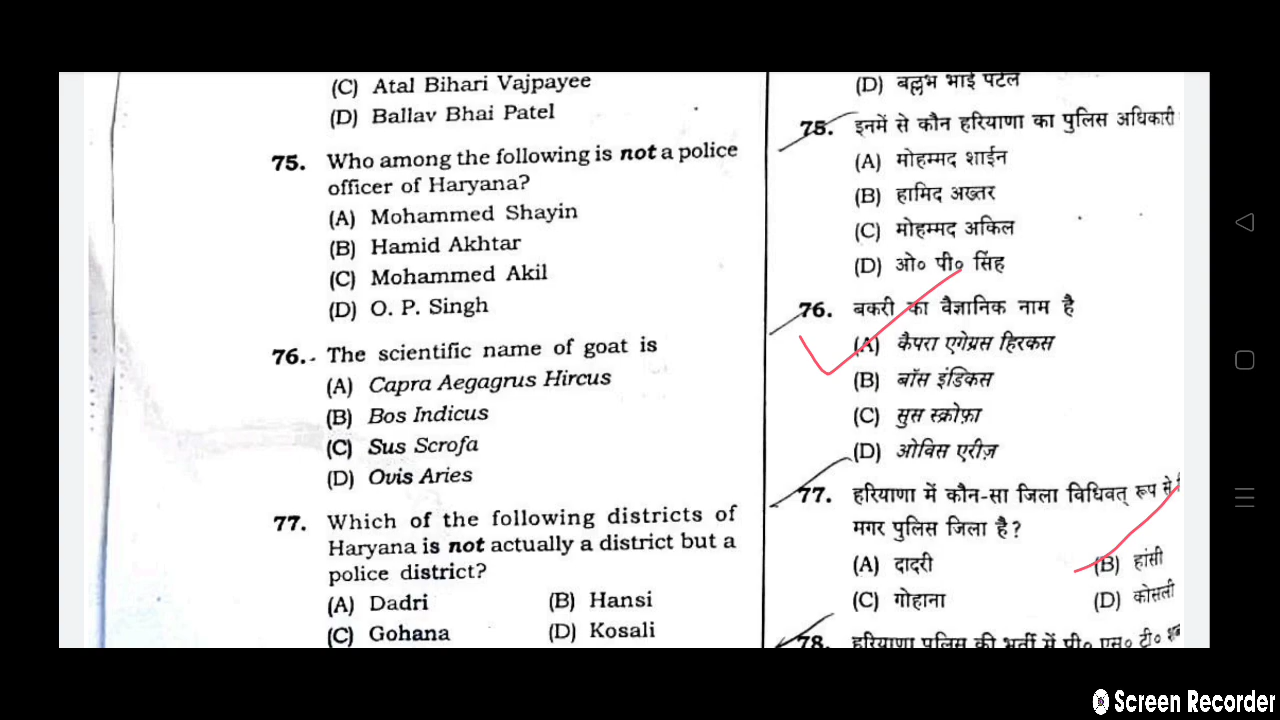 (C) Atal Bihari Vajpayee
(D) Ballav Bhai Patel
75. Who among the following is not a police
officer of Haryana?
(A) Mohammed Shayin
(B) Hamid Akhtar
(C) Mohammed Akil
(D) O. P. Singh
76. The scientific name of goat is
(A) Capra Aegagrus Hircus
(B) Bos Indicus
(C) Sus Scrofa
(D) Ovis Aries
77. Which of the following districts of
Haryana is not actually a district but a
police district?
(A) Dadri (B) Hansi
(C) Gohana (D) Kosali
(D) बल्लभ भाई पटेल
75. इनमें से कौन हरियाणा का पुलिस अधिकारी
(A) मोहम्मद शाईन
(B) हामिद अख्तर
(C) मोहम्मद अकिल
(D) ओ० पी० सिंह
76. बकरी का वैज्ञानिक नाम है
(A) कैपरा एगेग्रस हिरकस
(B) बॉस इंडिकस
(C) सुस स्क्रोफ़ा
(D) ओविस एरीज़
77. हरियाणा में कौन-सा जिला विधिवत् रूप से
मगर पुलिस जिला है?
(A) दादरी (B) हांसी
(C) गोहाना (D) कोसली
78. हरियाणा पुलिस की भर्ती में पी० एस० टी०
Screen Recorder